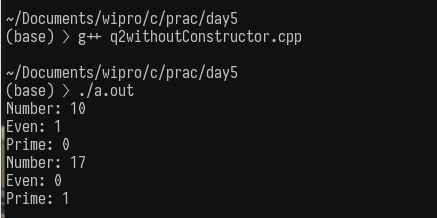 ~/Documents/wipro/c/prac/day5
(base) > g++ q2withoutConstructor.cpp
~/Documents/wipro/c/prac/day5
(base) > ./a.out
Number: 10
Even: 1
Prime: 0
Number: 17
Even: 0
Prime: 1